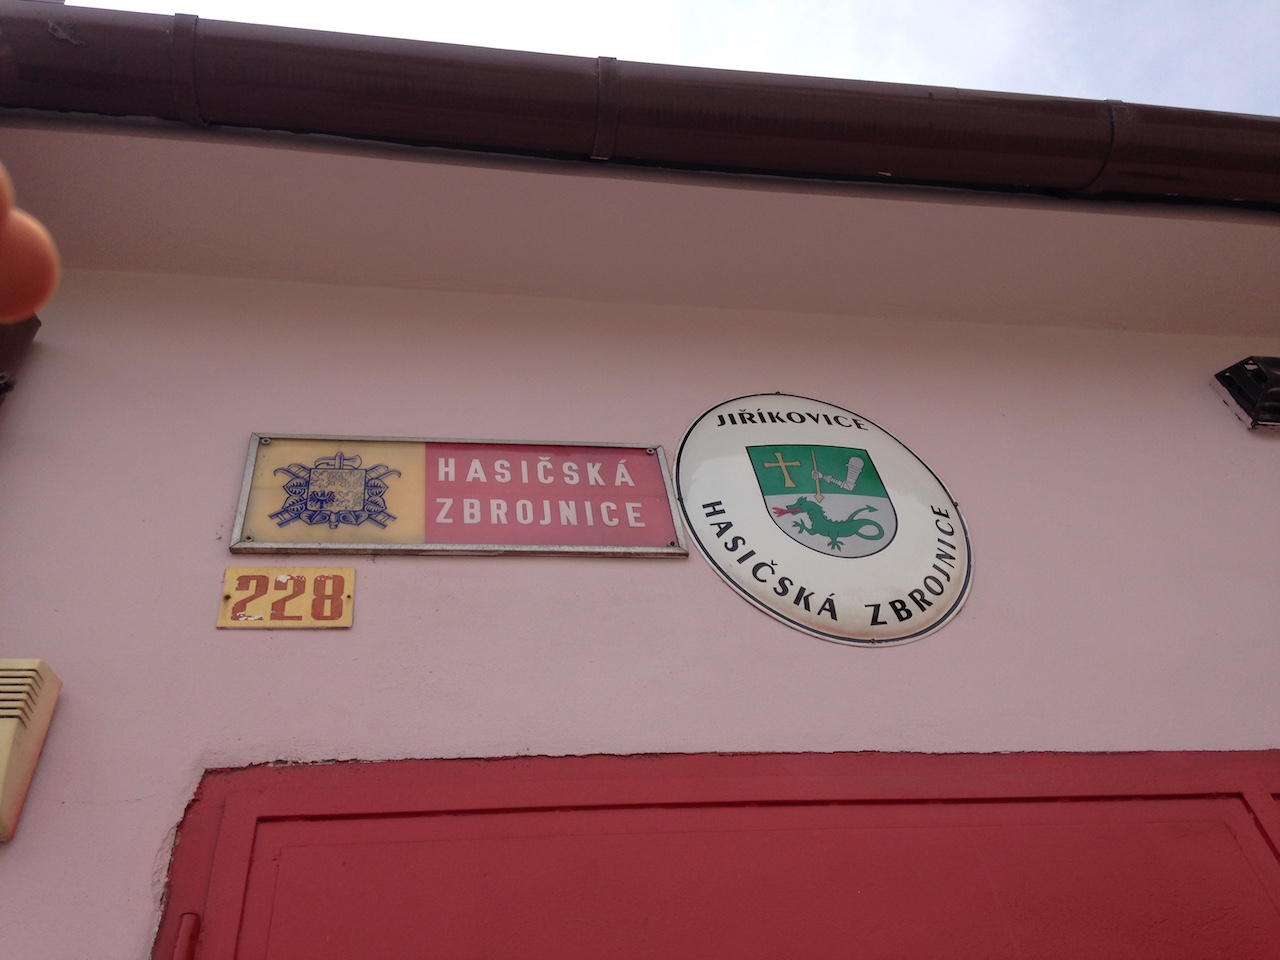 HASIČSKÁ
ZBROJNICE
228
JIŘÍKOVICE
HASIČSKÁ ZBROJNICE